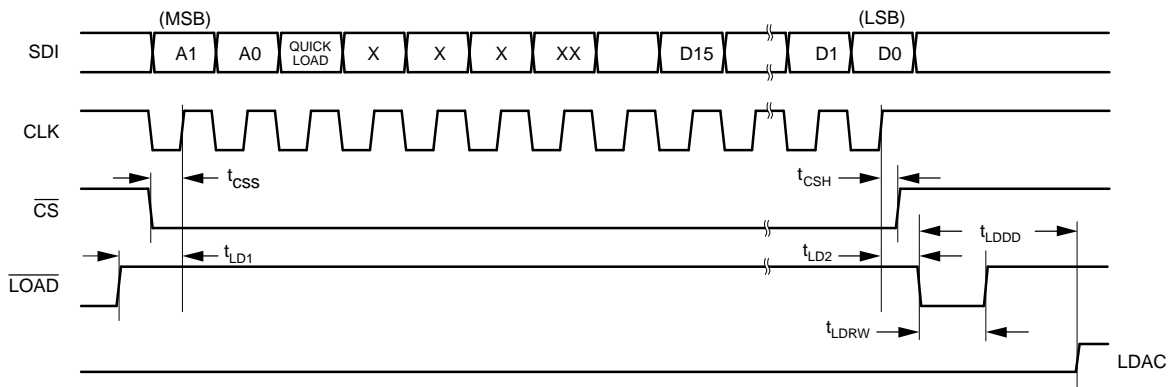 (MSB) (LSB)
SDI A1 A0 QUICK LOAD X X X XX D15 D1 D0
CLK
tCSS tCSH
CS
tLDDD
tLD1 tLD2
LOAD
tLDRW
LDAC